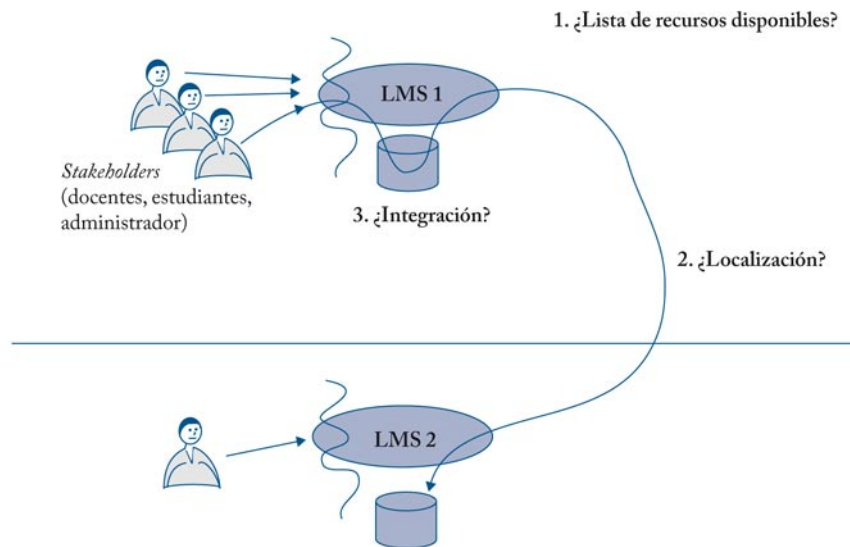 1. ¿Lista de recursos disponibles?
LMS 1
Stakeholders
(docentes, estudiantes,
administrador)
3. ¿Integración?
2. ¿Localización?
LMS 2